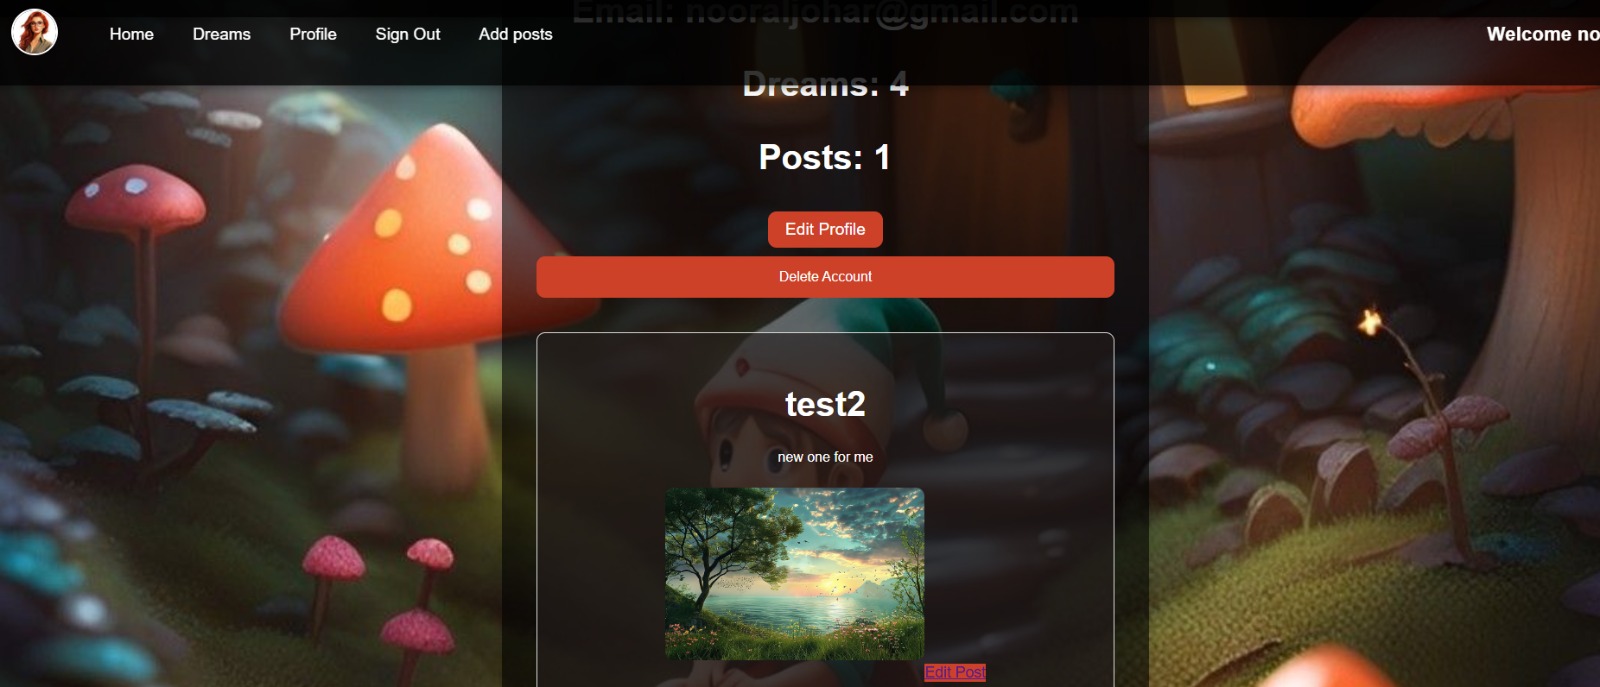 Email: nooraljohar@gmail.com
Home Dreams Profile Sign Out Add posts
Welcome no
Dreams: 4
Posts: 1
Edit Profile
Delete Account
test2
new one for me
Edit Post